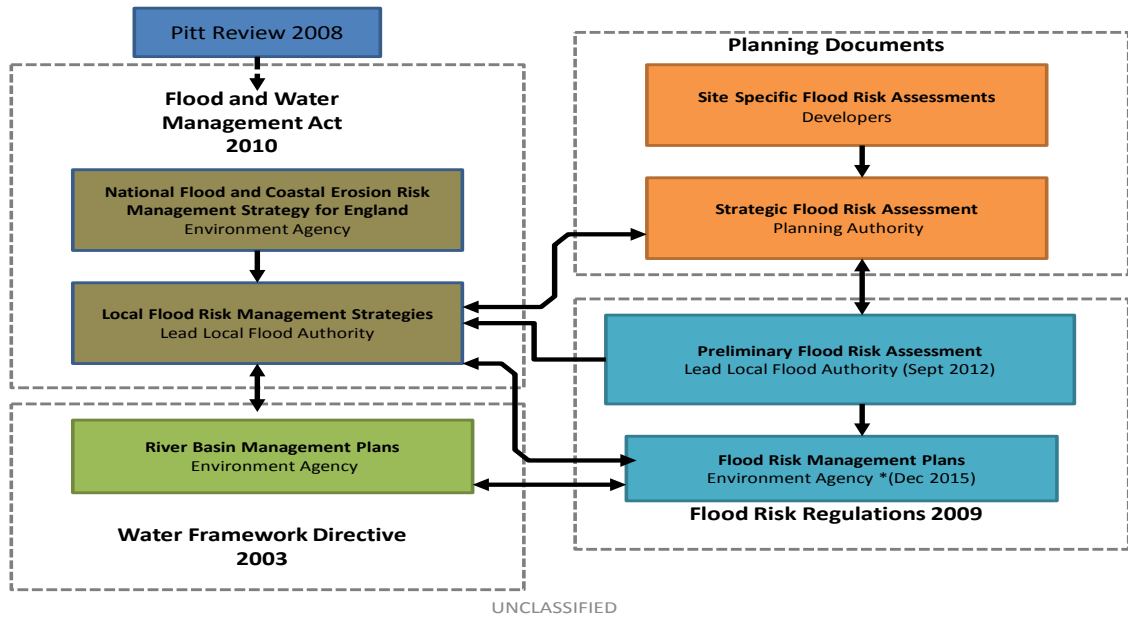 Pitt Review 2008
Flood and Water
Management Act
2010
National Flood and Coastal Erosion Risk
Management Strategy for England
Environment Agency
Local Flood Risk Management Strategies
Lead Local Flood Authority
River Basin Management Plans
Environment Agency
Water Framework Directive
2003
Planning Documents
Site Specific Flood Risk Assessments
Developers
Strategic Flood Risk Assessment
Planning Authority
Preliminary Flood Risk Assessment
Lead Local Flood Authority (Sept 2012)
Flood Risk Management Plans
Environment Agency *(Dec 2015)
Flood Risk Regulations 2009
UNCLASSIFIED